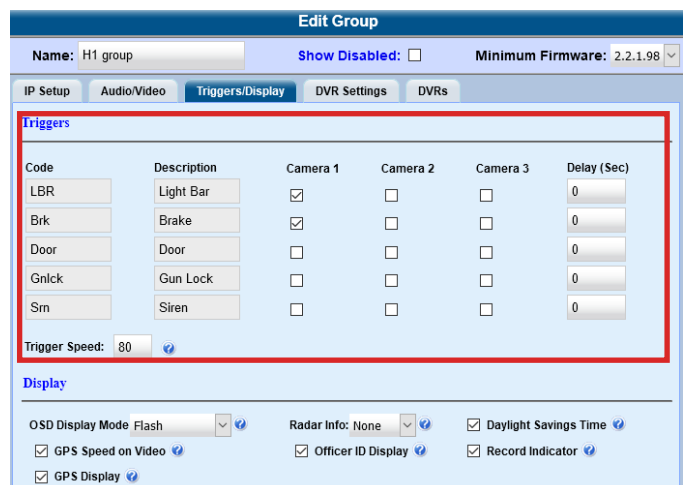 Edit Group
Name: H1 group Show Disabled: Minimum Firmware: 2.2.1.98
IP Setup Audio/Video Triggers/Display DVR Settings DVRs
Triggers
Code Description Camera 1 Camera 2 Camera 3 Delay (Sec)
LBR Light Bar 0
Brk Brake 0
Door Door 0
Gnlck Gun Lock 0
Srn Siren 0
Trigger Speed: 80 ?
Display
OSD Display Mode Flash ? Radar Info: None ? Daylight Savings Time ?
GPS Speed on Video ? Officer ID Display ? Record Indicator ?
GPS Display ?